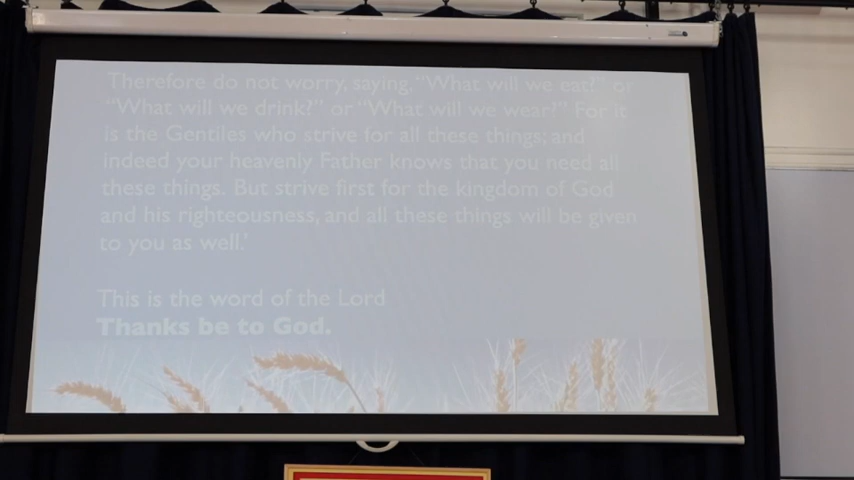 Therefore do not worry, saying, "What will we eat?" or
"What will we drink?" or "What will we wear?" For it
is the Gentiles who strive for all these things; and
indeed your heavenly Father knows that you need all
these things. But strive first for the kingdom of God
and his righteousness, and all these things will be given
to you as well.'
This is the word of the Lord
Thanks be to God.